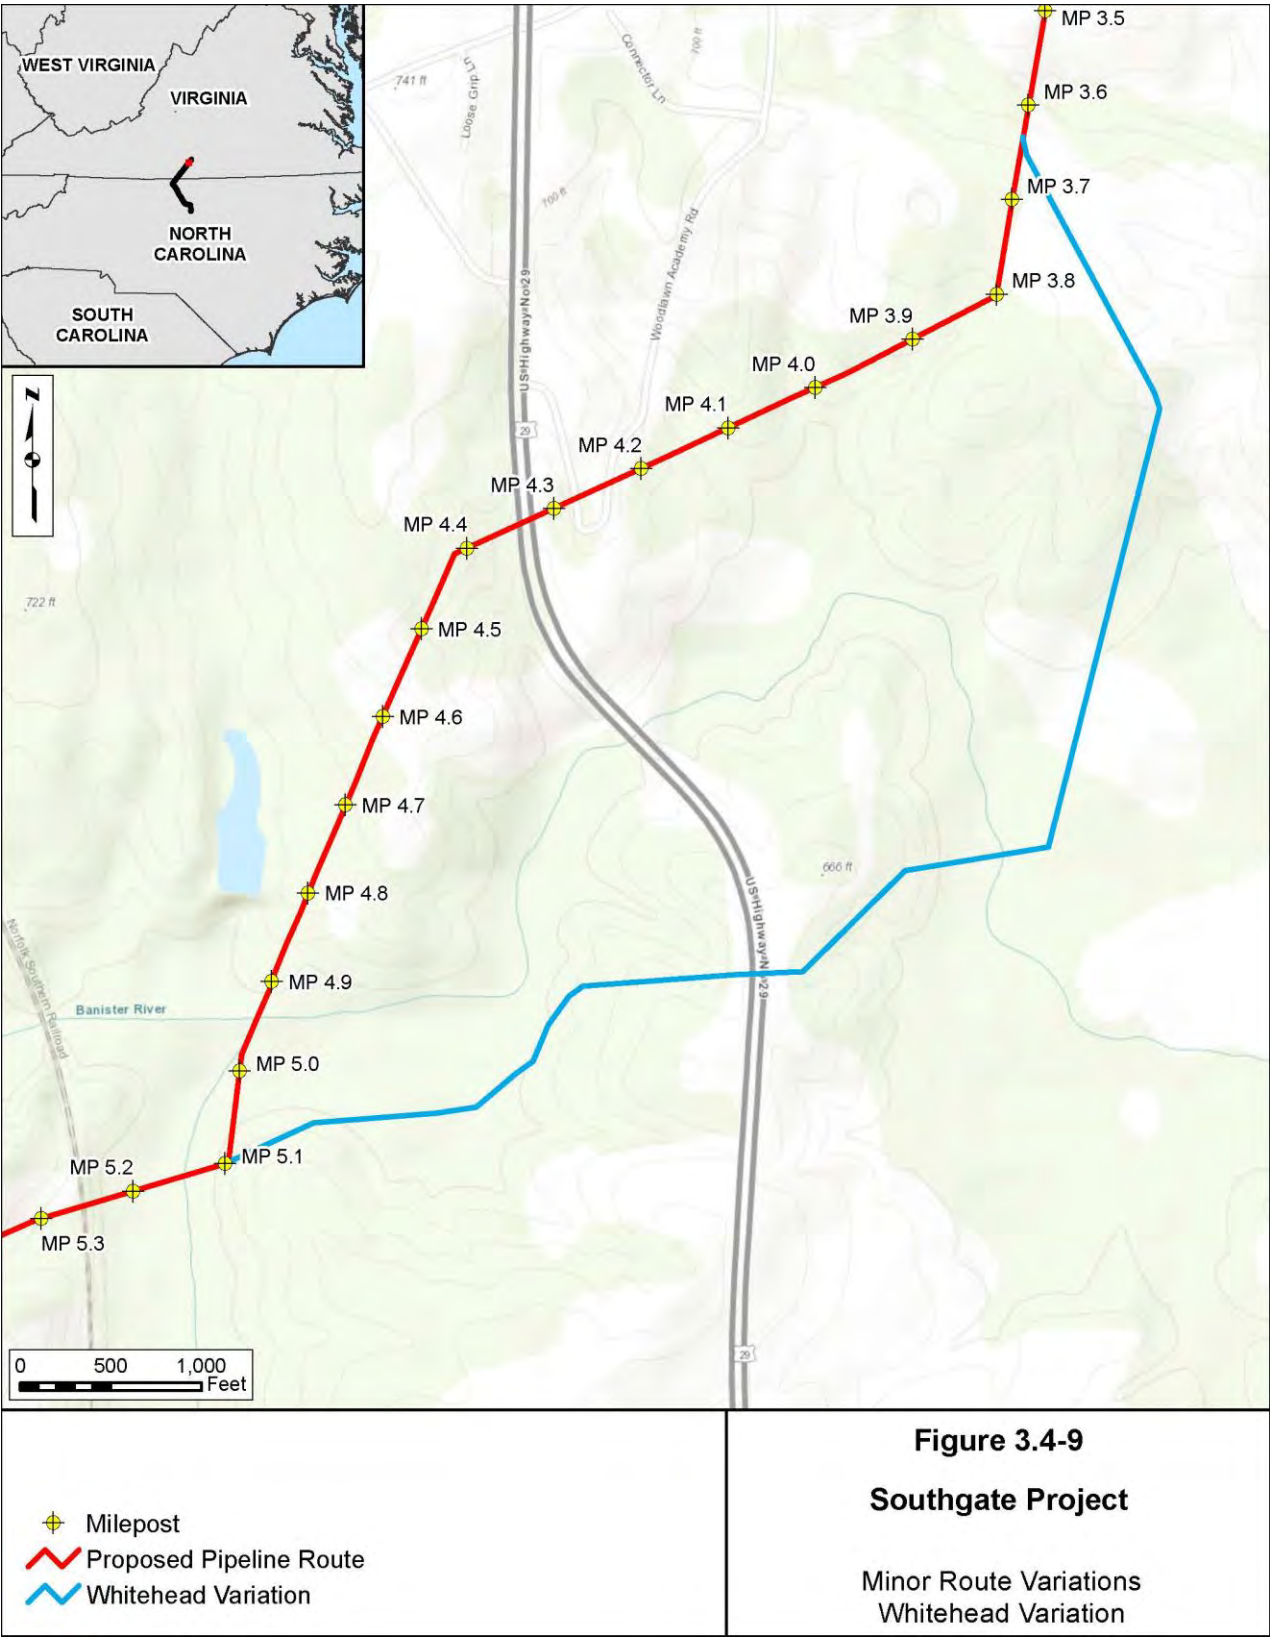 WEST VIRGINIA
VIRGINIA
NORTH
CAROLINA
SOUTH
CAROLINA
N
741 ft
Loose Grip Ln
Connector Ln
700 ft
700 ft
Woodlawn Academy Rd
US Highway No 29
29
MP 3.5
MP 3.6
MP 3.7
MP 3.8
MP 3.9
MP 4.0
MP 4.1
MP 4.2
MP 4.3
MP 4.4
MP 4.5
722 ft
MP 4.6
MP 4.7
MP 4.8
666 ft
US Highway No 29
MP 4.9
Norfolk Southern Railroad
Banister River
MP 5.0
MP 5.1
MP 5.2
MP 5.3
29
0 500 1,000
Feet
Milepost
Proposed Pipeline Route
Whitehead Variation
Figure 3.4-9
Southgate Project
Minor Route Variations
Whitehead Variation